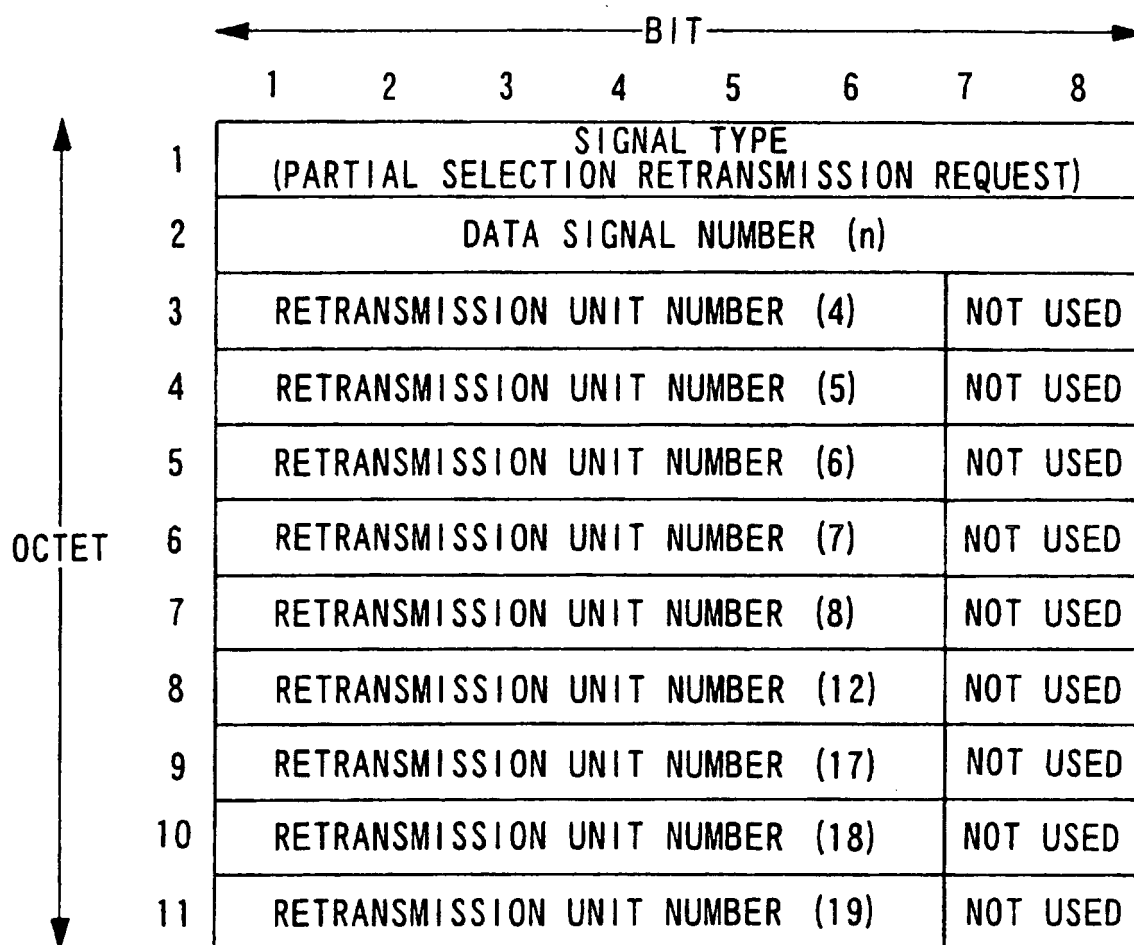 BIT
1 2 3 4 5 6 7 8
1 SIGNAL TYPE
(PARTIAL SELECTION RETRANSMISSION REQUEST)
2 DATA SIGNAL NUMBER (n)
3 RETRANSMISSION UNIT NUMBER (4) NOT USED
4 RETRANSMISSION UNIT NUMBER (5) NOT USED
5 RETRANSMISSION UNIT NUMBER (6) NOT USED
OCTET 6 RETRANSMISSION UNIT NUMBER (7) NOT USED
7 RETRANSMISSION UNIT NUMBER (8) NOT USED
8 RETRANSMISSION UNIT NUMBER (12) NOT USED
9 RETRANSMISSION UNIT NUMBER (17) NOT USED
10 RETRANSMISSION UNIT NUMBER (18) NOT USED
11 RETRANSMISSION UNIT NUMBER (19) NOT USED